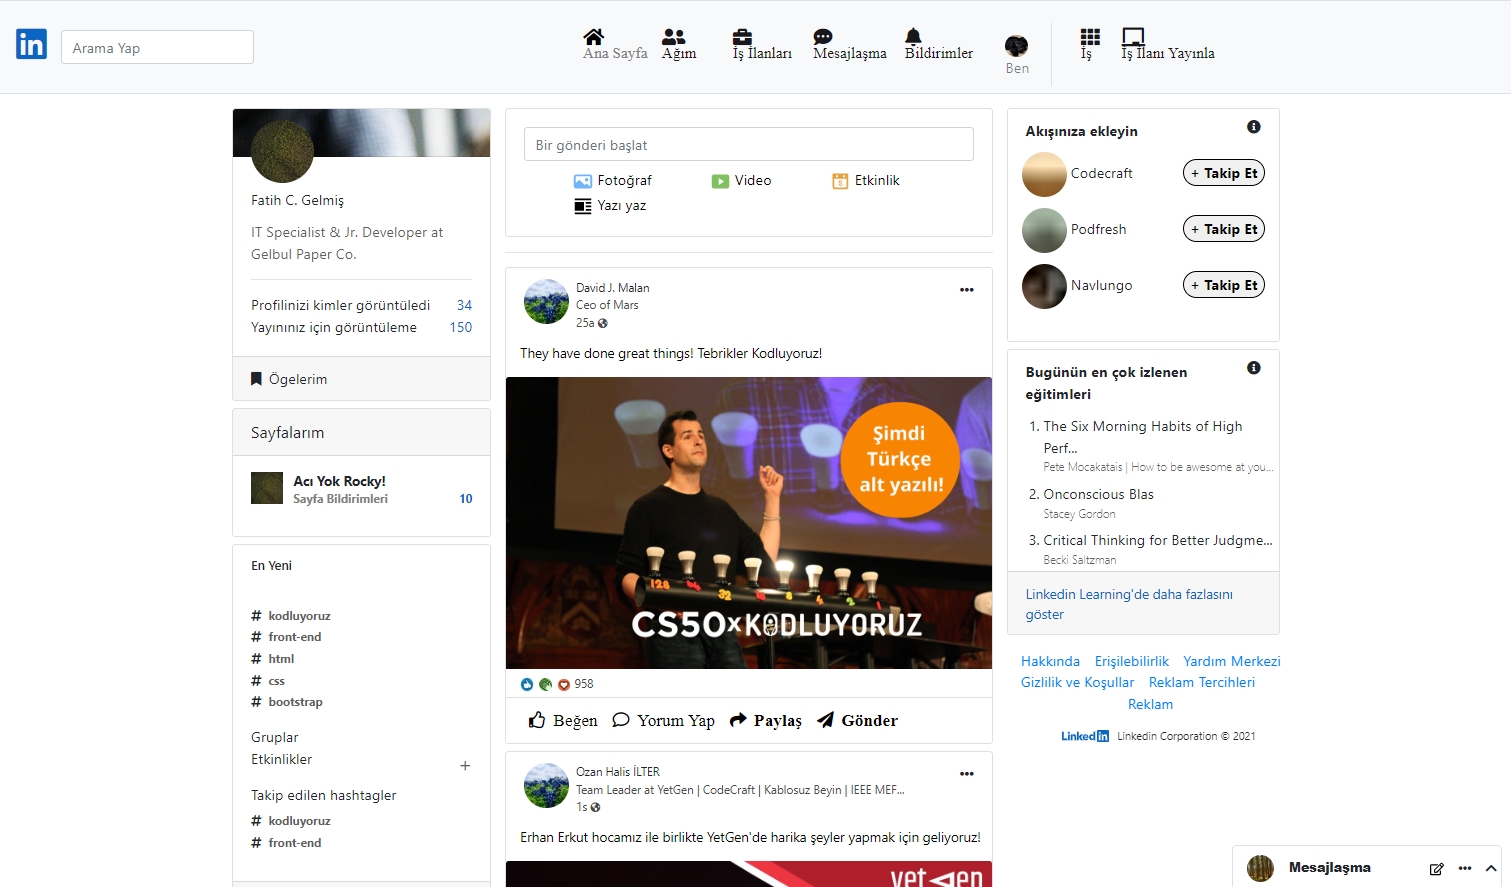 in
Arama Yap
Ana Sayfa
Ağım
İş İlanları
Mesajlaşma
Bildirimler
Ben
İş
İş İlanı Yayınla
Fatih C. Gelmiş
IT Specialist & Jr. Developer at
Gelbul Paper Co.
Profilinizi kimler görüntüledi 34
Yayınınız için görüntüleme 150
Ögelerim
Sayfalarım
Acı Yok Rocky!
Sayfa Bildirimleri 10
En Yeni
# kodluyoruz
# front-end
# html
# css
# bootstrap
Gruplar
Etkinlikler
+
Takip edilen hashtagler
# kodluyoruz
# front-end
Bir gönderi başlat
Fotoğraf
Video
Etkinlik
Yazı yaz
David J. Malan
Ceo of Mars
25a
They have done great things! Tebrikler Kodluyoruz!
Şimdi
Türkçe
alt yazılı!
128 64 32 16 8 4 2 1
CS50xKODLUYORUZ
958
Beğen
Yorum Yap
Paylaş
Gönder
Ozan Halis İLTER
Team Leader at YetGen | CodeCraft | Kablosuz Beyin | IEEE MEF...
1s
Erhan Erkut hocamız ile birlikte YetGen'de harika şeyler yapmak için geliyoruz!
Akışınıza ekleyin
Codecraft + Takip Et
Podfresh + Takip Et
Navlungo + Takip Et
Bugünün en çok izlenen
eğitimleri
1. The Six Morning Habits of High
Perf...
Pete Mocakatais | How to be awesome at you...
2. Onconscious Blas
Stacey Gordon
3. Critical Thinking for Better Judgme...
Becki Saltzman
Linkedin Learning'de daha fazlasını
göster
Hakkında Erişilebilirlik Yardım Merkezi
Gizlilik ve Koşullar Reklam Tercihleri
Reklam
Linkedin Linkedin Corporation © 2021
Mesajlaşma